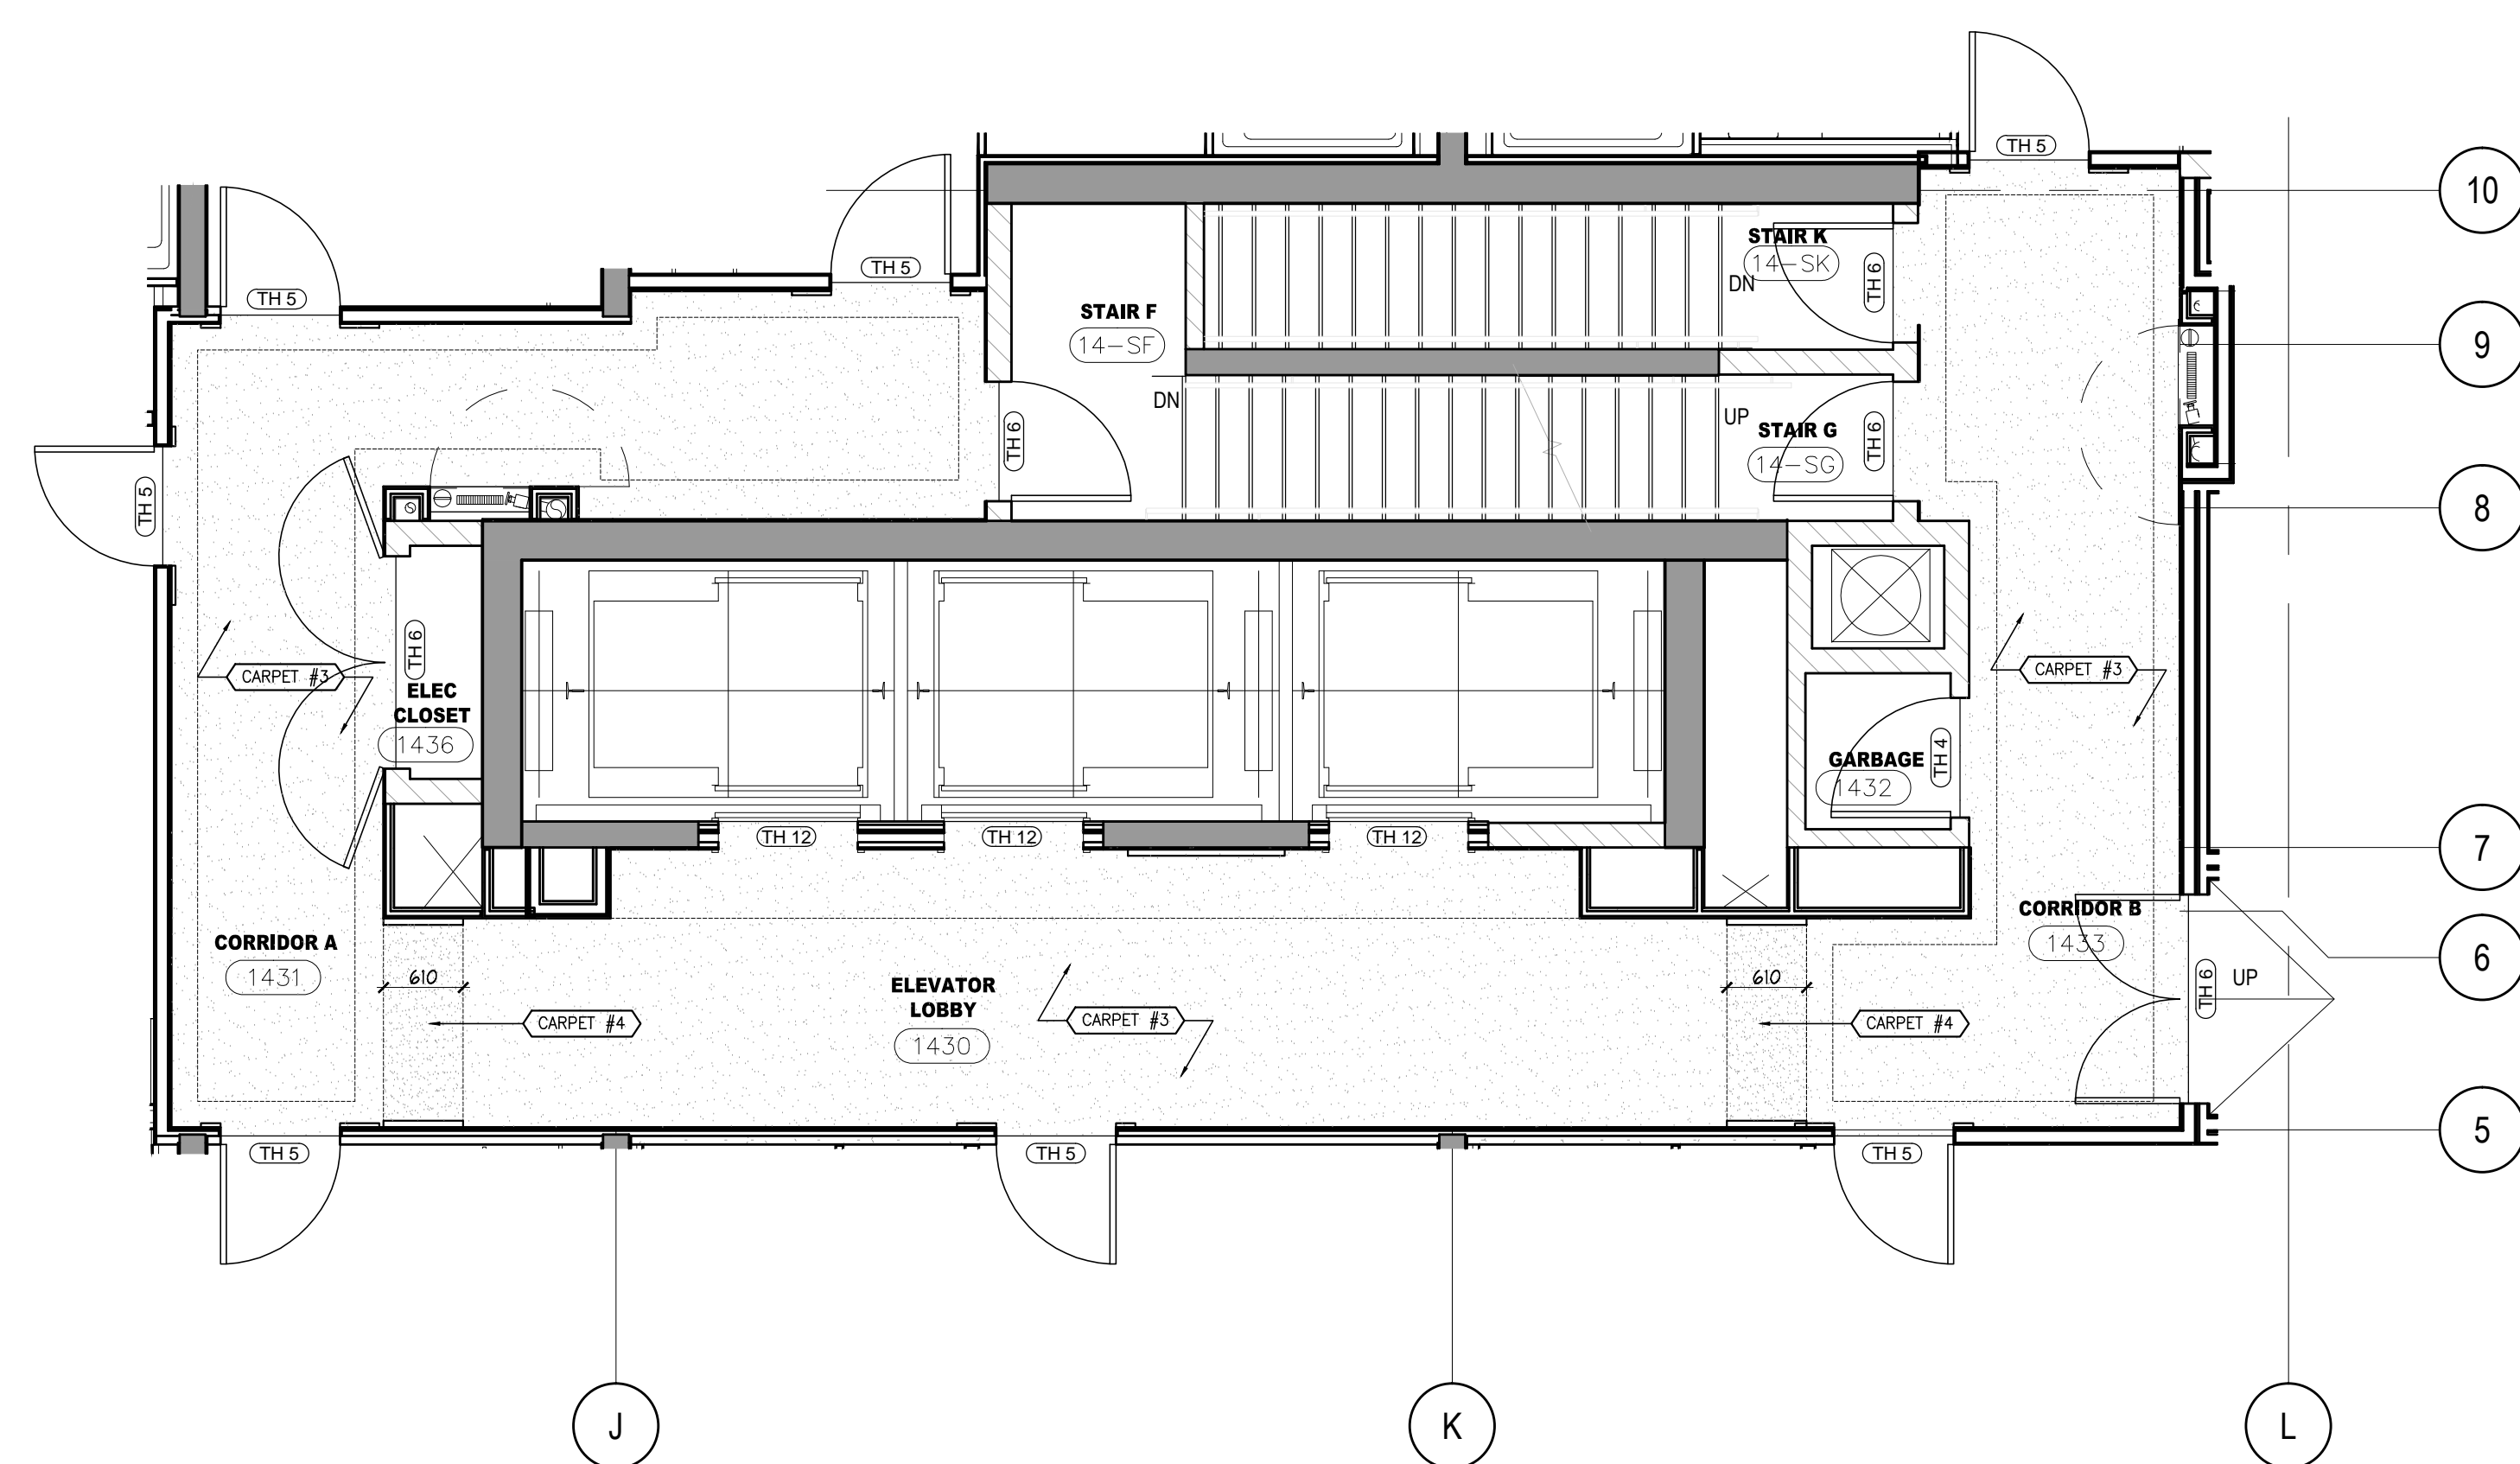 TH 5
10
STAIR K
14-SK
TH 5
TH 6
DN
TH 5
STAIR F
14-SF
9
DN
UP
STAIR G
14-SG
TH 6
TH 6
TH 5
8
TH 6
CARPET #3
CARPET #3
ELEC
CLOSET
1436
GARBAGE
1432
TH 4
TH 12
TH 12
TH 12
7
CORRIDOR B
1433
CORRIDOR A
1431
610
ELEVATOR
LOBBY
1430
610
TH 6
UP
6
CARPET #4
CARPET #3
CARPET #4
5
TH 5
TH 5
TH 5
J
K
L